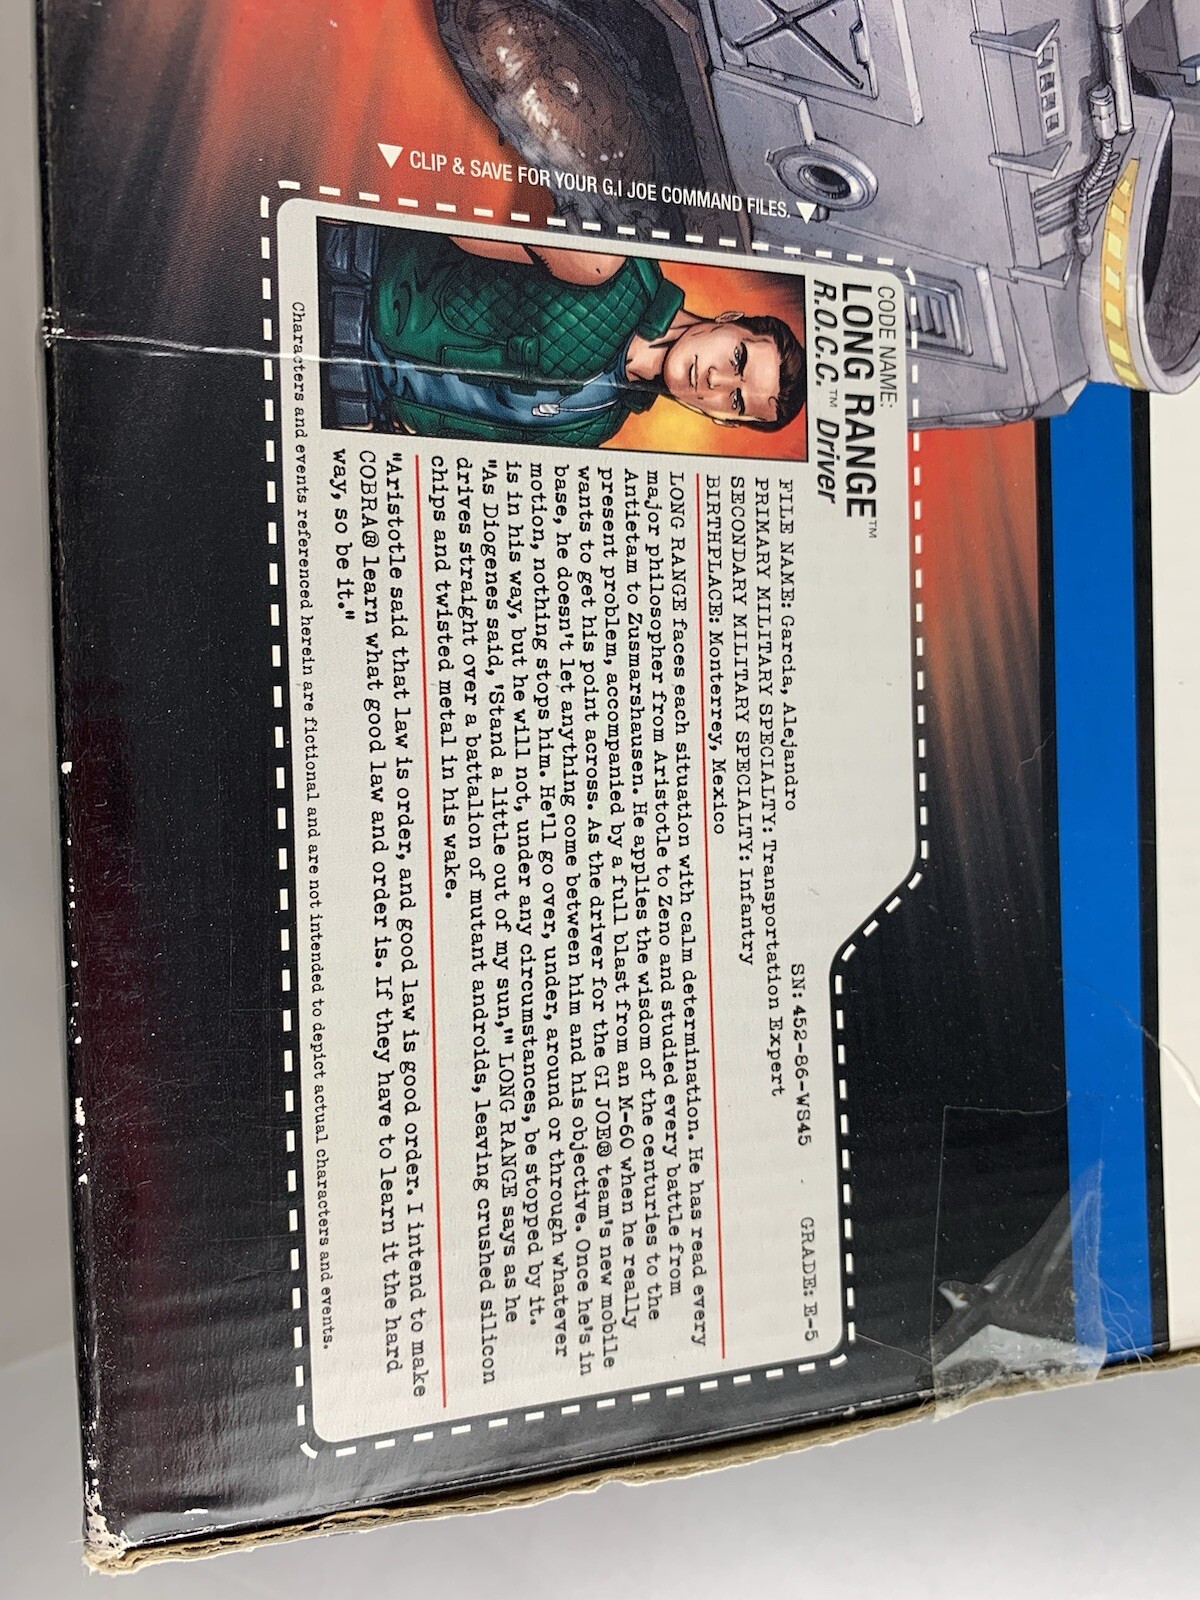 ▼ CLIP & SAVE FOR YOUR G.I JOE COMMAND FILES. ▼
CODE NAME:
LONG RANGE™
R.O.C.C.™ Driver
FILE NAME: Garcia, Alejandro SN: 452-86-WS45 GRADE: E-5
PRIMARY MILITARY SPECIALTY: Transportation Expert
SECONDARY MILITARY SPECIALTY: Infantry
BIRTHPLACE: Monterrey, Mexico
LONG RANGE faces each situation with calm determination. He has read every
major philosopher from Aristotle to Zeno and studied every battle from
Antietam to Zusmarshausen. He applies the wisdom of the centuries to the
present problem, accompanied by a full blast from an M-60 when he really
wants to get his point across. As the driver for the GI JOE® team's new mobile
base, he doesn't let anything come between him and his objective. Once he's in
motion, nothing stops him. He'll go over, under, around or through whatever
is in his way, but he will not, under any circumstances, be stopped by it.
"As Diogenes said, 'Stand a little out of my sun,'" LONG RANGE says as he
drives straight over a battalion of mutant androids, leaving crushed silicon
chips and twisted metal in his wake.
"Aristotle said that law is order, and good law is good order. I intend to make
COBRA® learn what good law and order is. If they have to learn it the hard
way, so be it."
Characters and events referenced herein are fictional and are not intended to depict actual characters and events.